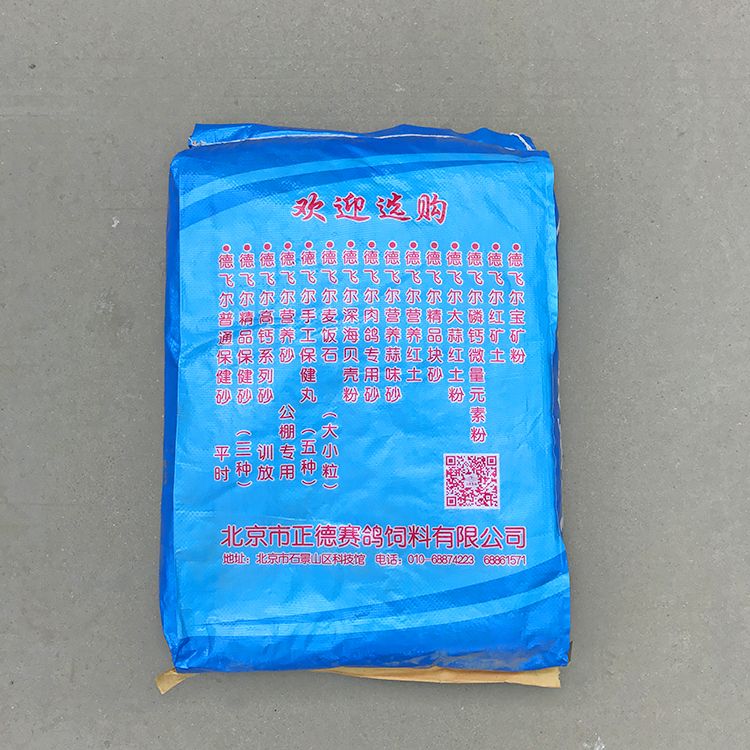 欢迎选购
●德飞尔普通保健砂 平时
●德飞尔精品保健砂（三种）
●德飞尔高钙系列砂 训放
●德飞尔营养砂 公棚专用
●德飞尔手工保健丸（五种）
●德飞尔麦饭石（大小粒）
●德飞尔深海贝壳粉
●德飞尔肉鸽专用砂
●德飞尔营养蒜味砂
●德飞尔营养红土
●德飞尔精品块砂
●德飞尔大蒜红土粉
●德飞尔磷钙微量元素粉
●德飞尔红矿土
●德飞尔宝矿粉
北京市正德赛鸽饲料有限公司
地址：北京市石景山区科技馆 电话：010-68874223 68861571